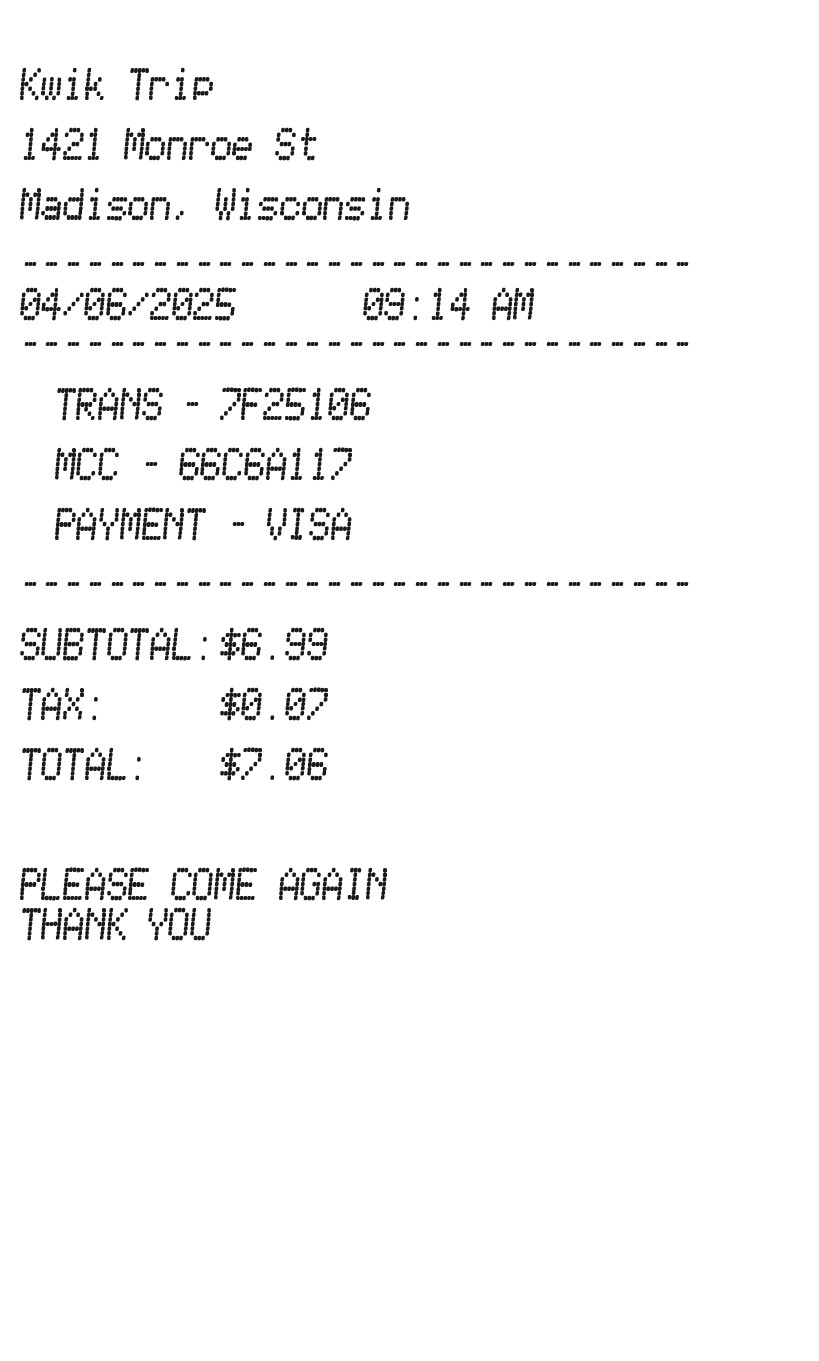 Kwik Trip
1421 Monroe St
Madison, Wisconsin
-------------------------------
04/06/2025 09:14 AM
-------------------------------
TRANS - 7F25106
MCC - 66C6A117
PAYMENT - VISA
-------------------------------
SUBTOTAL:$6.99
TAX: $0.07
TOTAL: $7.06
PLEASE COME AGAIN
THANK YOU